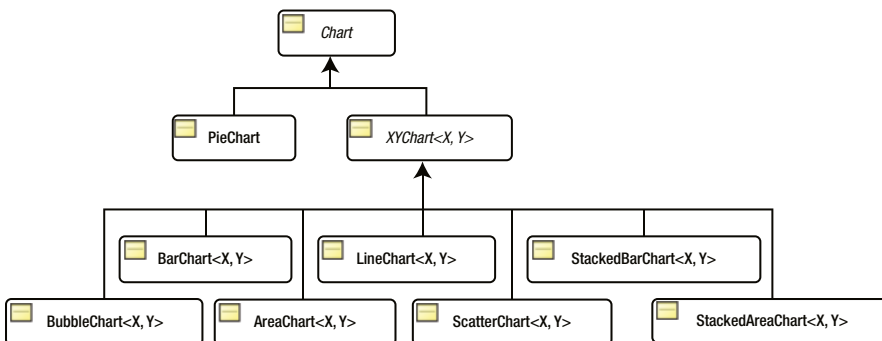 Chart
PieChart
XYChart<X, Y>
BarChart<X, Y>
LineChart<X, Y>
StackedBarChart<X, Y>
BubbleChart<X, Y>
AreaChart<X, Y>
ScatterChart<X, Y>
StackedAreaChart<X, Y>